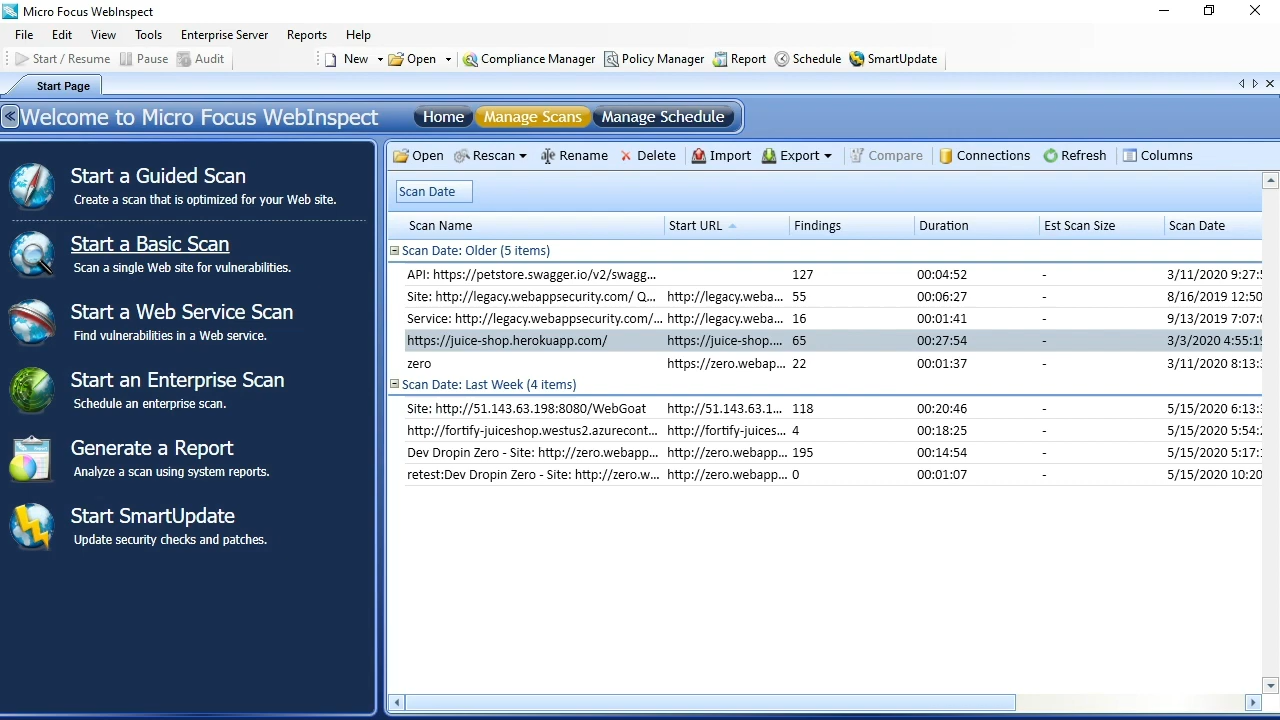 Micro Focus WebInspect
File Edit View Tools Enterprise Server Reports Help
Start / Resume Pause Audit New Open Compliance Manager Policy Manager Report Schedule SmartUpdate
Start Page
Welcome to Micro Focus WebInspect Home Manage Scans Manage Schedule
Start a Guided Scan
Create a scan that is optimized for your Web site.
Start a Basic Scan
Scan a single Web site for vulnerabilities.
Start a Web Service Scan
Find vulnerabilities in a Web service.
Start an Enterprise Scan
Schedule an enterprise scan.
Generate a Report
Analyze a scan using system reports.
Start SmartUpdate
Update security checks and patches.
Open Rescan Rename Delete Import Export Compare Connections Refresh Columns
Scan Date
Scan Name Start URL Findings Duration Est Scan Size Scan Date
Scan Date: Older (5 items)
API: https://petstore.swagger.io/v2/swagg... 127 00:04:52 - 3/11/2020 9:27:
Site: http://legacy.webappsecurity.com/ Q... http://legacy.weba... 55 00:06:27 - 8/16/2019 12:50
Service: http://legacy.webappsecurity.com/... http://legacy.weba... 16 00:01:41 - 9/13/2019 7:07:
https://juice-shop.herokuapp.com/ https://juice-shop.... 65 00:27:54 - 3/3/2020 4:55:19
zero https://zero.webap... 22 00:01:37 - 3/11/2020 8:13:
Scan Date: Last Week (4 items)
Site: http://51.143.63.198:8080/WebGoat http://51.143.63.1... 118 00:20:46 - 5/15/2020 6:13:
http://fortify-juiceshop.westus2.azurecont... http://fortify-juices... 4 00:18:25 - 5/15/2020 5:54:
Dev Dropin Zero - Site: http://zero.webapp... http://zero.webapp... 195 00:14:54 - 5/15/2020 5:17:
retest:Dev Dropin Zero - Site: http://zero.w... http://zero.webapp... 0 00:01:07 - 5/15/2020 10:20